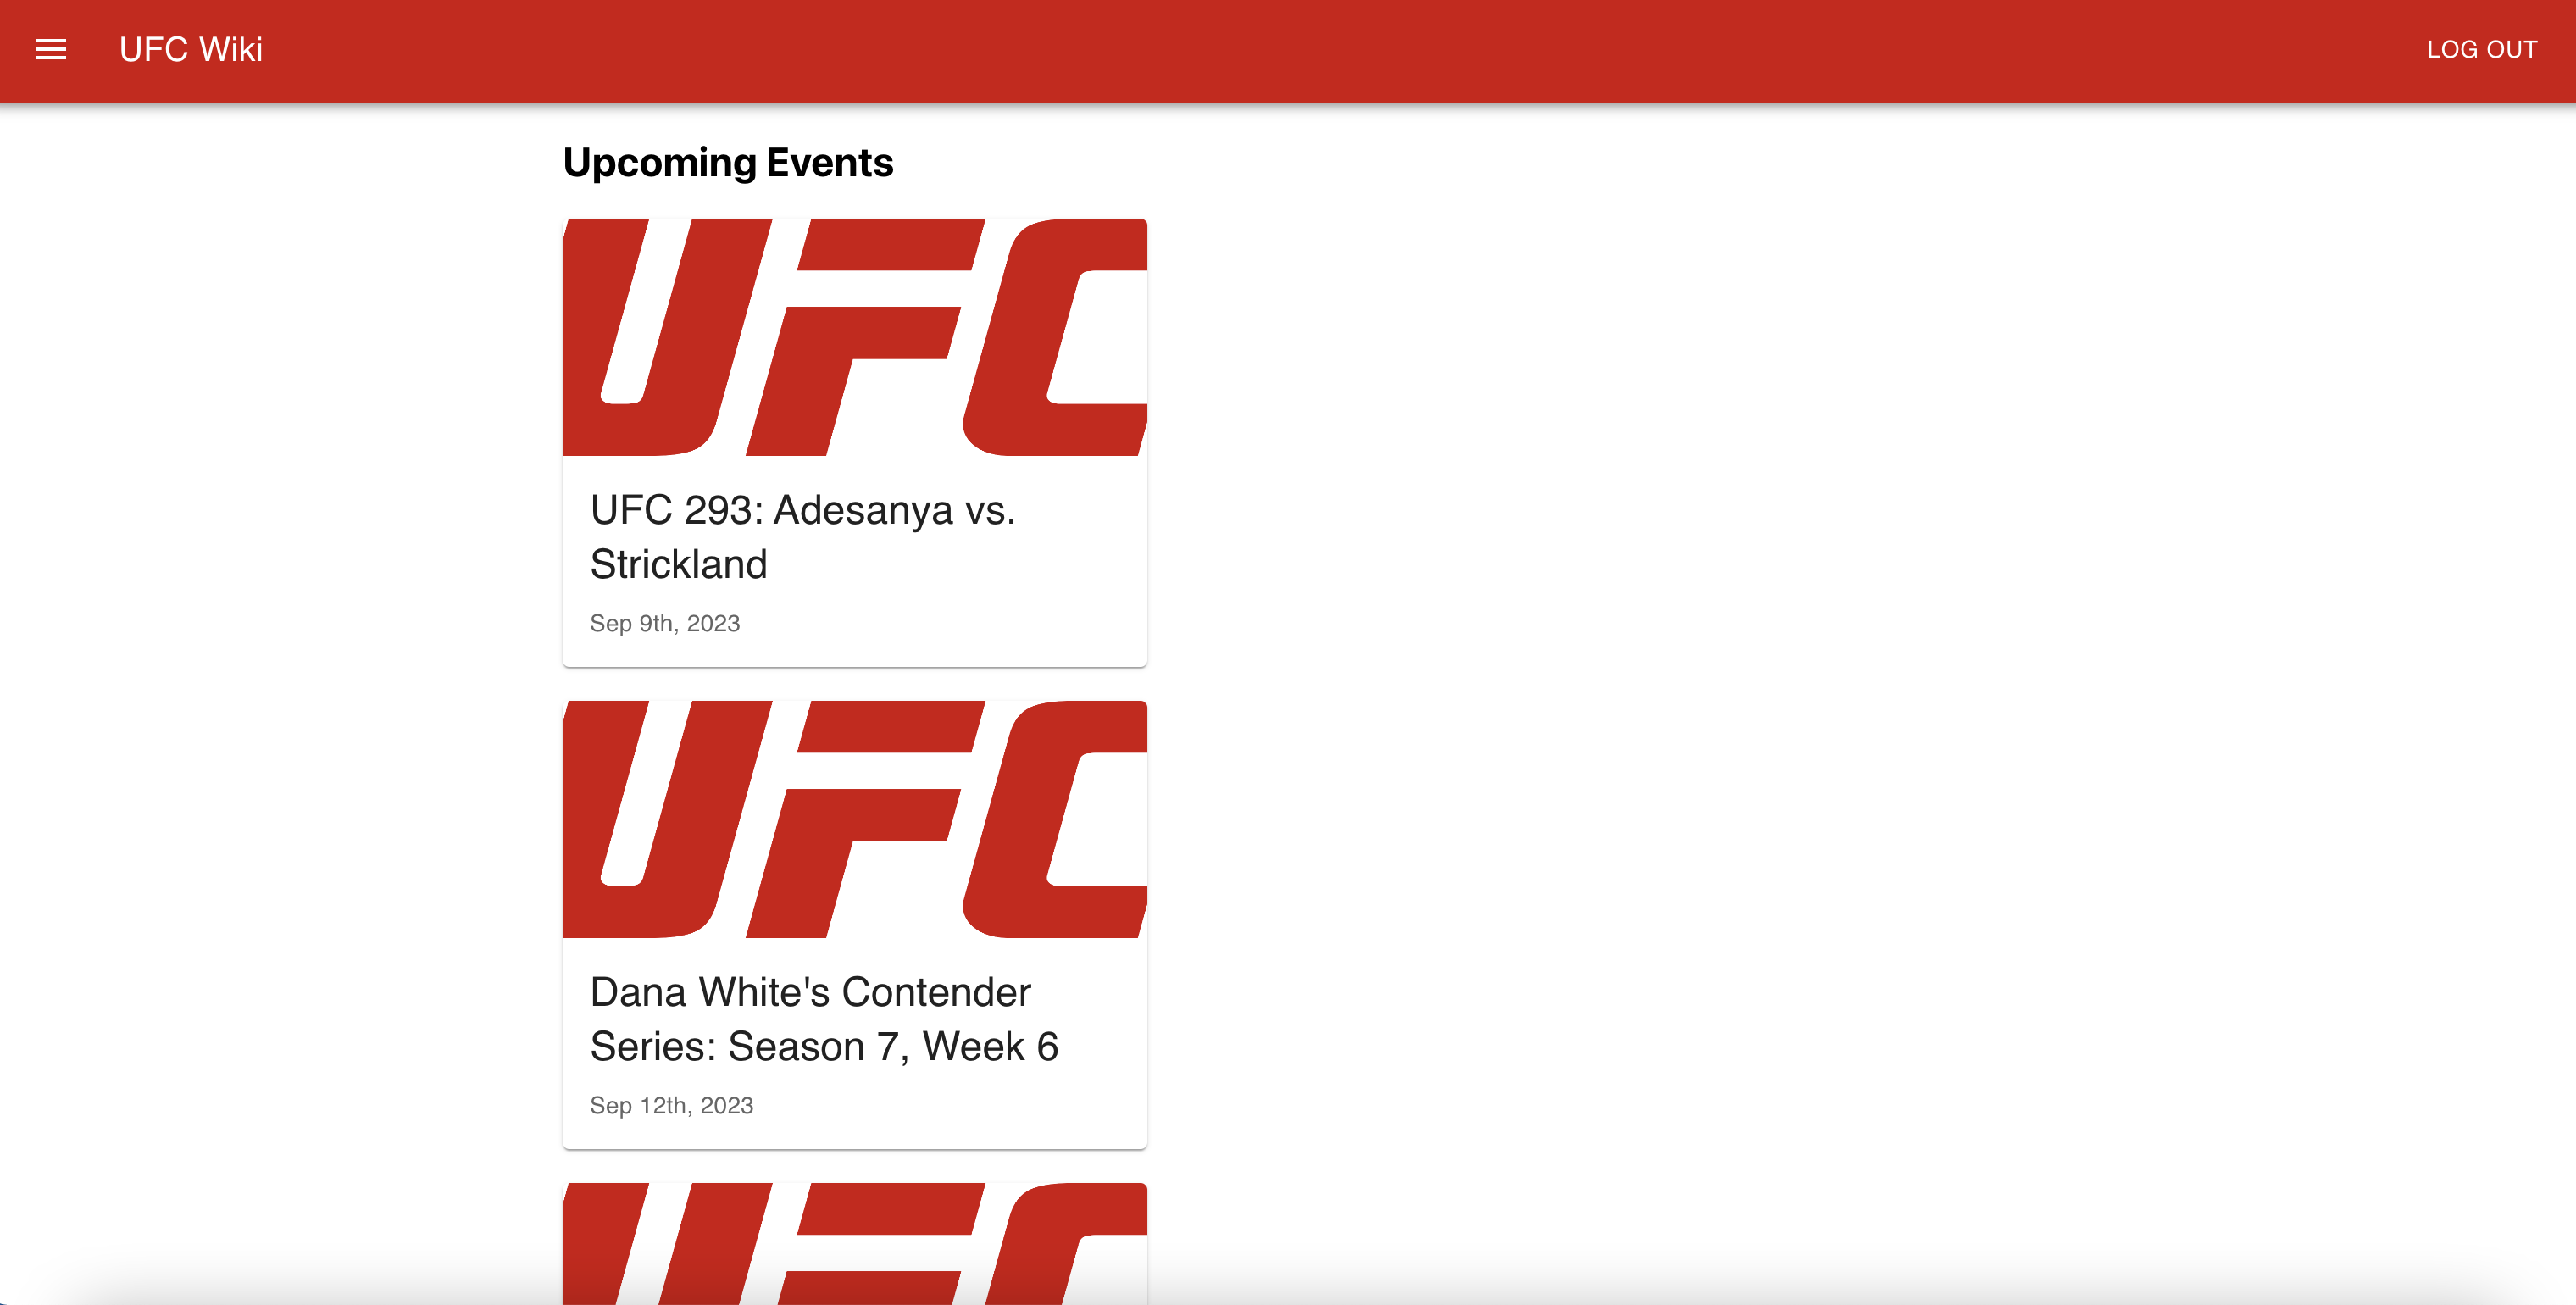 UFC Wiki
LOG OUT
Upcoming Events
UFC
UFC 293: Adesanya vs.
Strickland
Sep 9th, 2023
UFC
Dana White's Contender
Series: Season 7, Week 6
Sep 12th, 2023
UFC